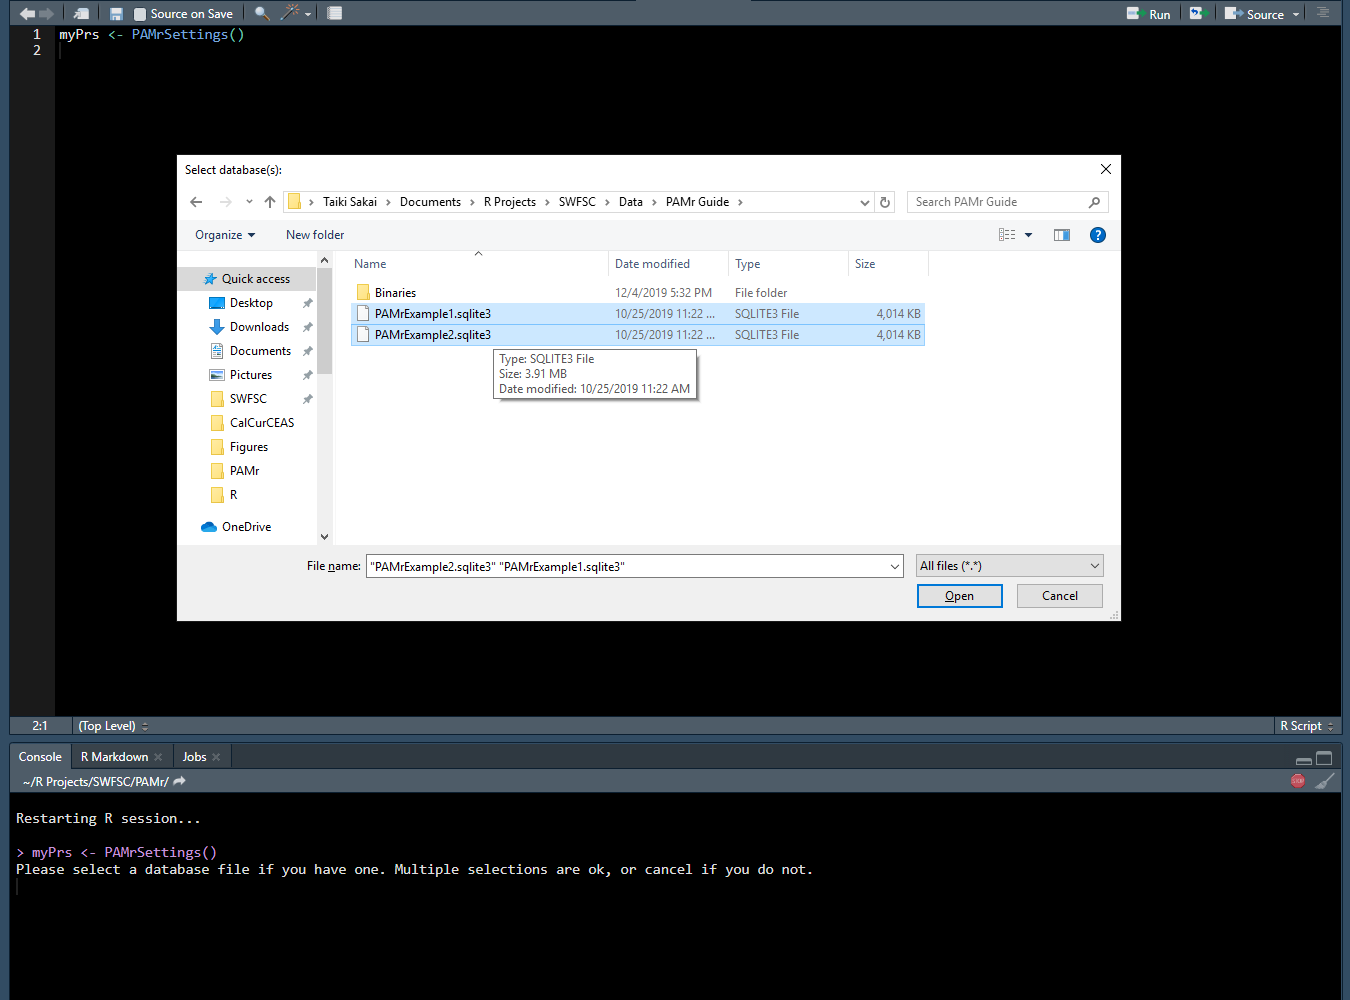 Source on Save
Run
Source
1 myPrs <- PAMrSettings()
2
Select database(s):
Taiki Sakai > Documents > R Projects > SWFSC > Data > PAMr Guide >
Search PAMr Guide
Organize
New folder
?
Name
Date modified
Type
Size
Quick access
Desktop
Downloads
Documents
Pictures
SWFSC
CalCurCEAS
Figures
PAMr
R
OneDrive
Binaries 12/4/2019 5:32 PM File folder
PAMrExample1.sqlite3 10/25/2019 11:22 ... SQLITE3 File 4,014 KB
PAMrExample2.sqlite3 10/25/2019 11:22 ... SQLITE3 File 4,014 KB
Type: SQLITE3 File
Size: 3.91 MB
Date modified: 10/25/2019 11:22 AM
File name: "PAMrExample2.sqlite3" "PAMrExample1.sqlite3"
All files (*.*)
Open
Cancel
2:1 (Top Level)
R Script
Console
R Markdown
Jobs
~/R Projects/SWFSC/PAMr/
STOP
Restarting R session...
> myPrs <- PAMrSettings()
Please select a database file if you have one. Multiple selections are ok, or cancel if you do not.